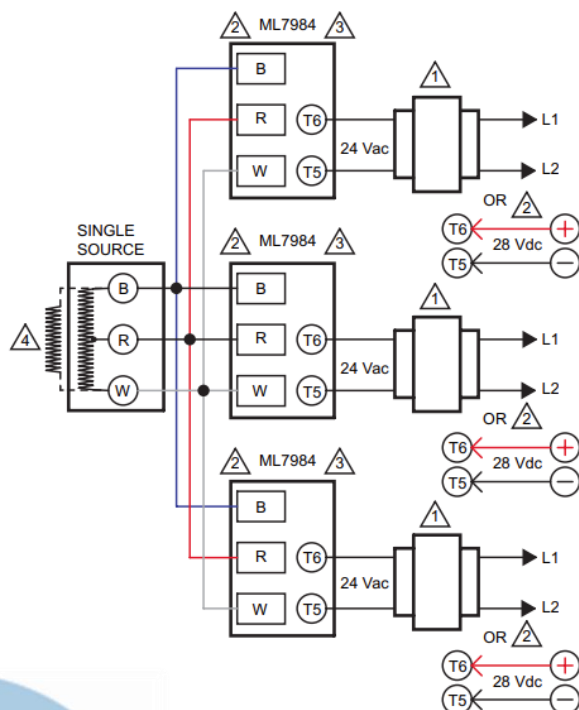 2 ML7984 3
1
B
R T6 24 Vac L1
W T5 L2
OR 2
T6 28 Vdc +
T5 −
SINGLE
SOURCE
2 ML7984 3
1
B B
4 R R T6 24 Vac L1
W W T5 L2
OR 2
T6 28 Vdc +
T5 −
2 ML7984 3
1
B
R T6 24 Vac L1
W T5 L2
OR 2
T6 28 Vdc +
T5 −